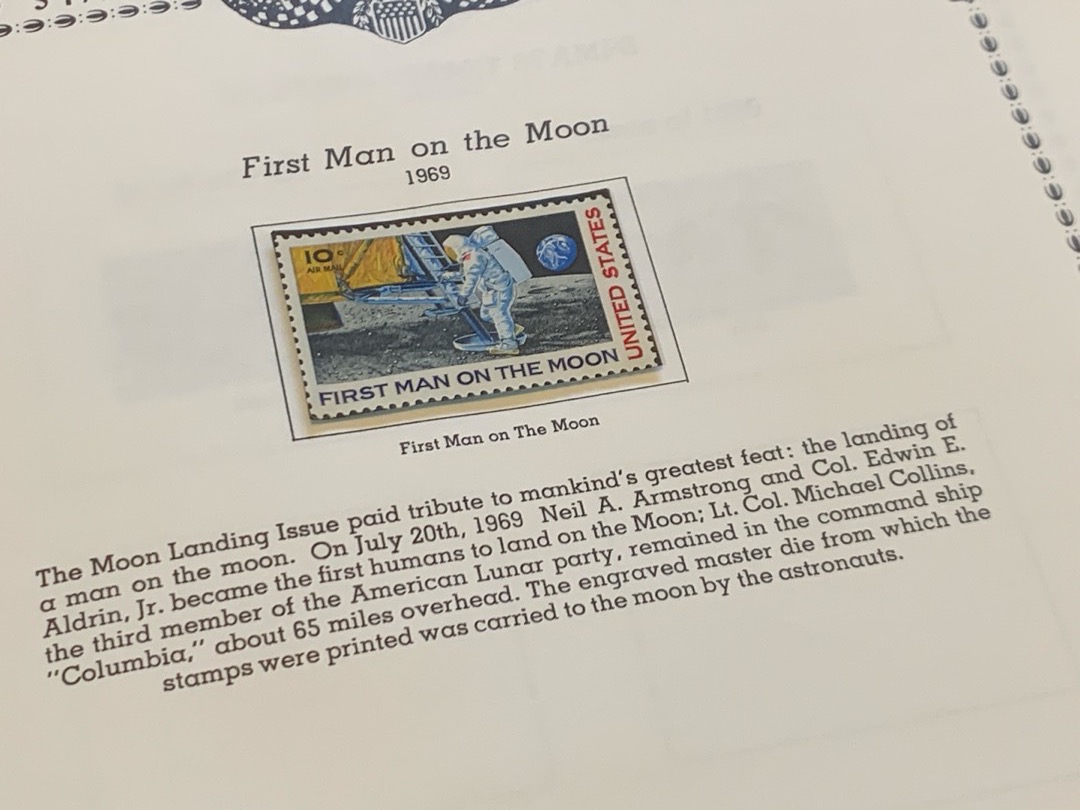 First Man on the Moon
1969
10c
AIR MAIL
UNITED STATES
FIRST MAN ON THE MOON
First Man on The Moon
The Moon Landing Issue paid tribute to mankind's greatest feat: the landing of
a man on the moon. On July 20th, 1969 Neil A. Armstrong and Col. Edwin E.
Aldrin, Jr. became the first humans to land on the Moon; Lt. Col. Michael Collins,
the third member of the American Lunar party, remained in the command ship
"Columbia," about 65 miles overhead. The engraved master die from which the
stamps were printed was carried to the moon by the astronauts.